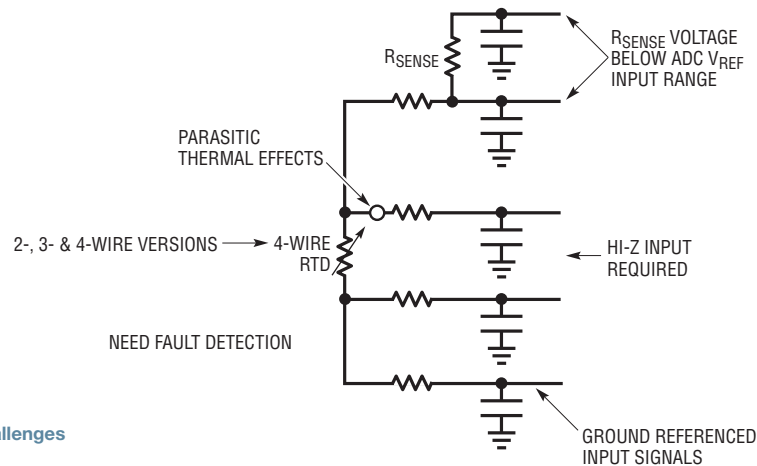 RSENSE
RSENSE VOLTAGE
BELOW ADC VREF
INPUT RANGE
PARASITIC
THERMAL EFFECTS
2-, 3- & 4-WIRE VERSIONS
4-WIRE
RTD
HI-Z INPUT
REQUIRED
NEED FAULT DETECTION
allenges
GROUND REFERENCED
INPUT SIGNALS